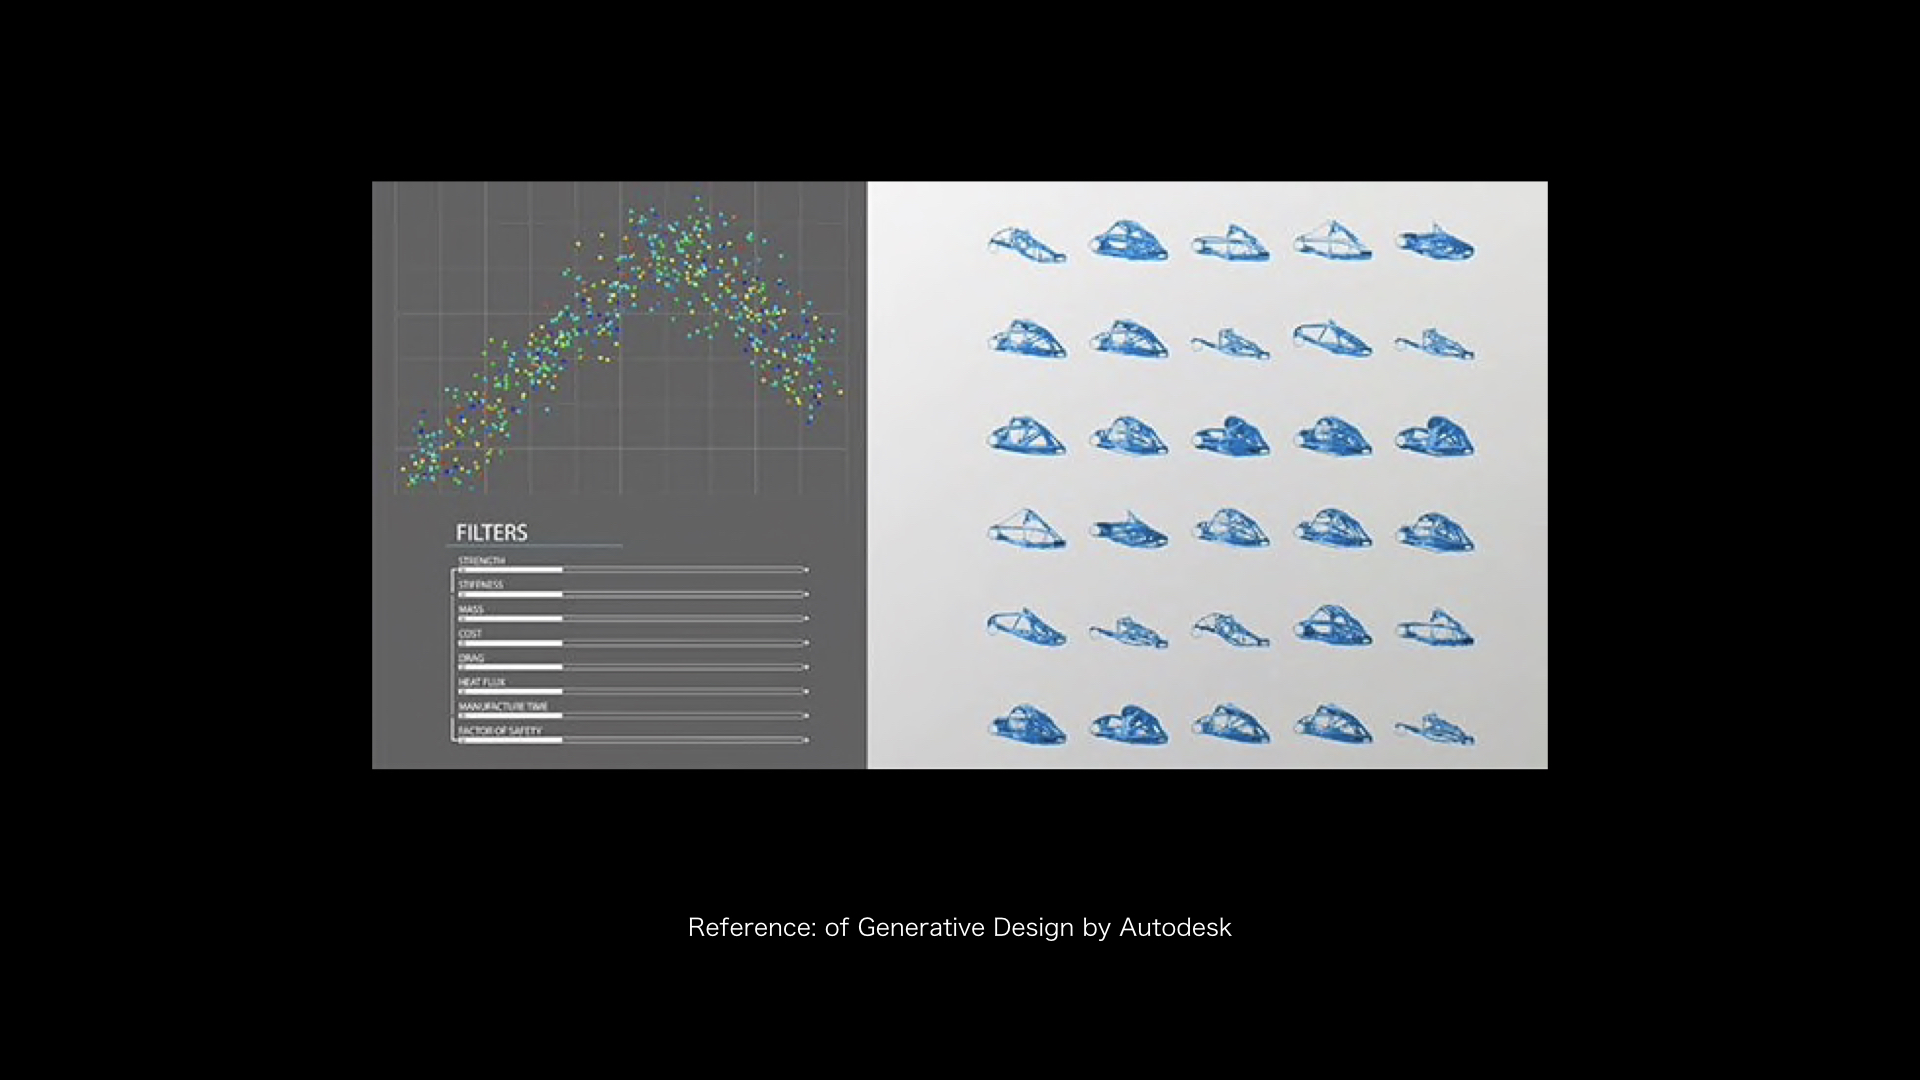 FILTERS
STRENGTH
STIFFNESS
MASS
COST
DRAG
HEAT FLUX
MANUFACTURE TIME
FACTOR OF SAFETY
Reference: of Generative Design by Autodesk